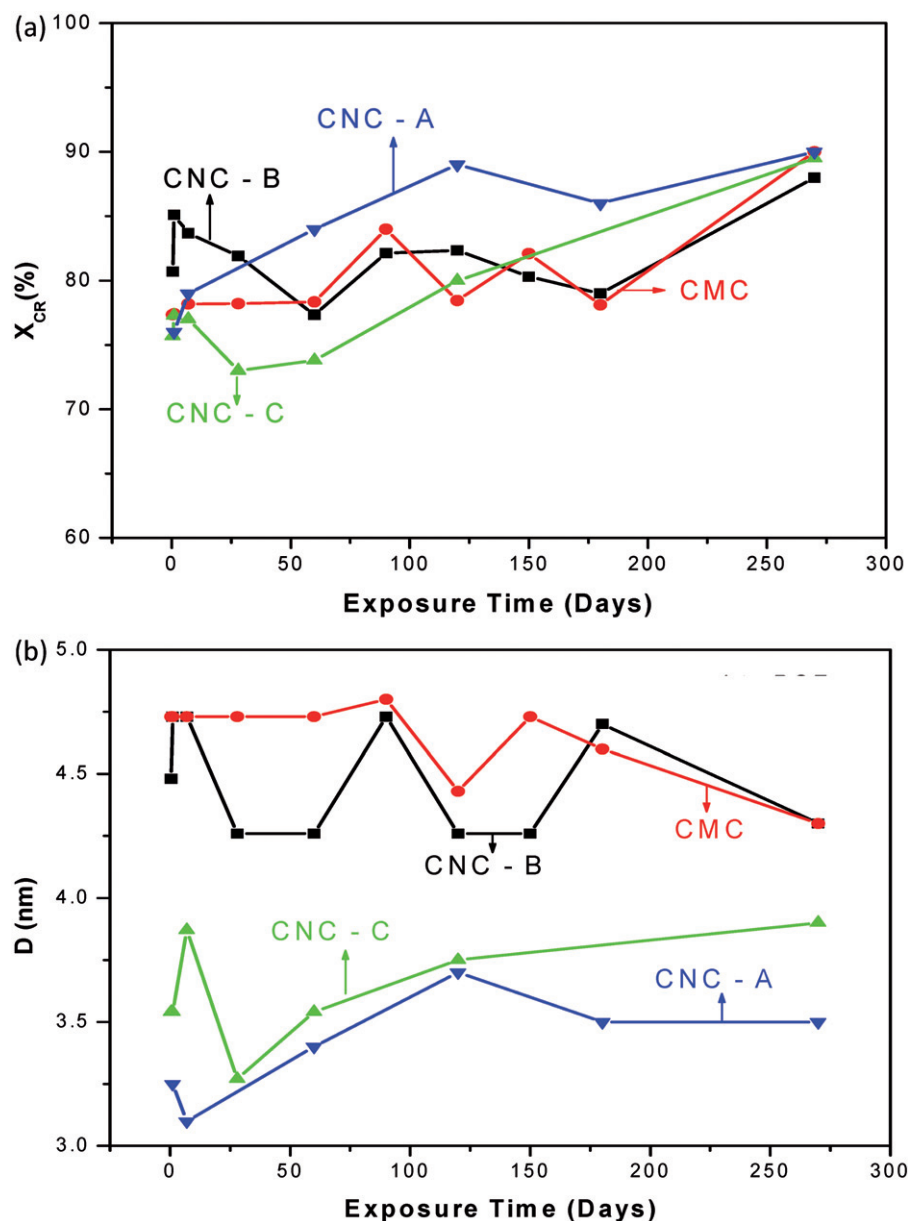 (a)
100
90
80
70
60
X_CR(%)
CNC - A
CNC - B
CMC
CNC - C
0 50 100 150 200 250 300
Exposure Time (Days)
(b)
5.0
4.5
4.0
3.5
3.0
D (nm)
CMC
CNC - B
CNC - C
CNC - A
0 50 100 150 200 250 300
Exposure Time (Days)